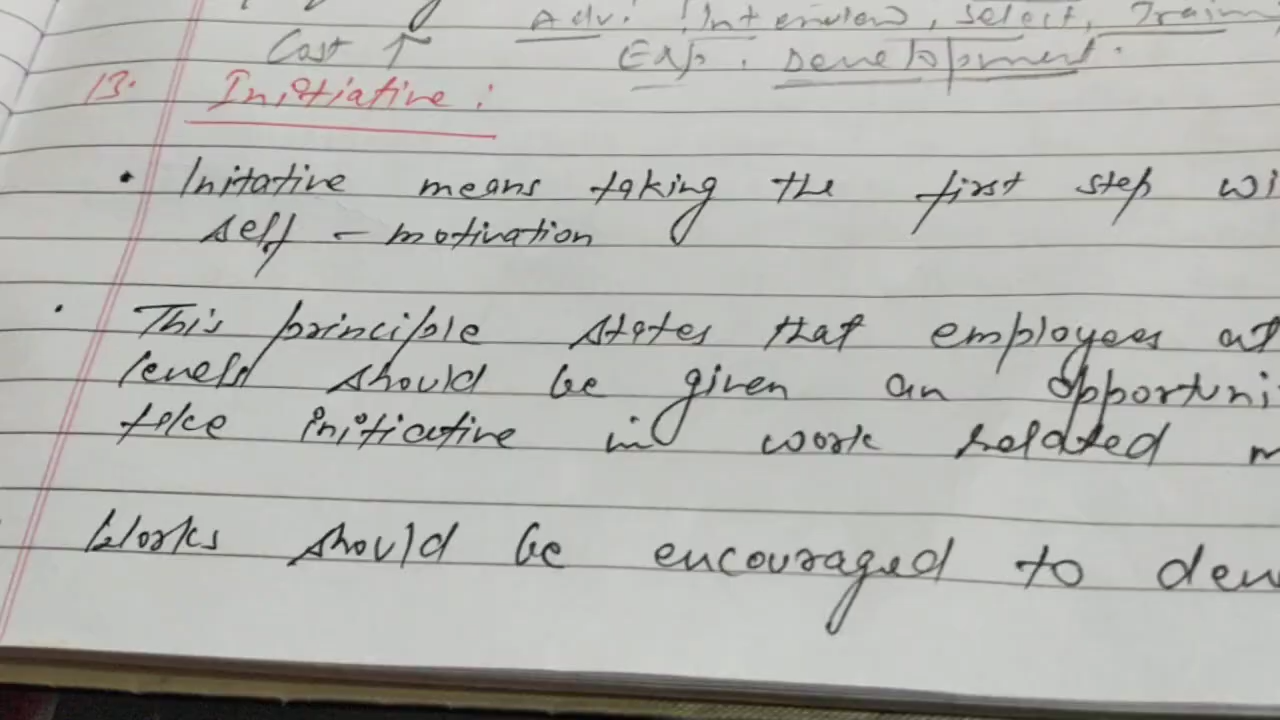 Adv. Interview, Select, Train
Cost ↑ Exp. Development.
13. Initiative :
• Initative means taking the first step wi
self - motivation
• This principle states that employees at
levels should be given an opportuni
take initiative in work related m
Works should be encouraged to dev